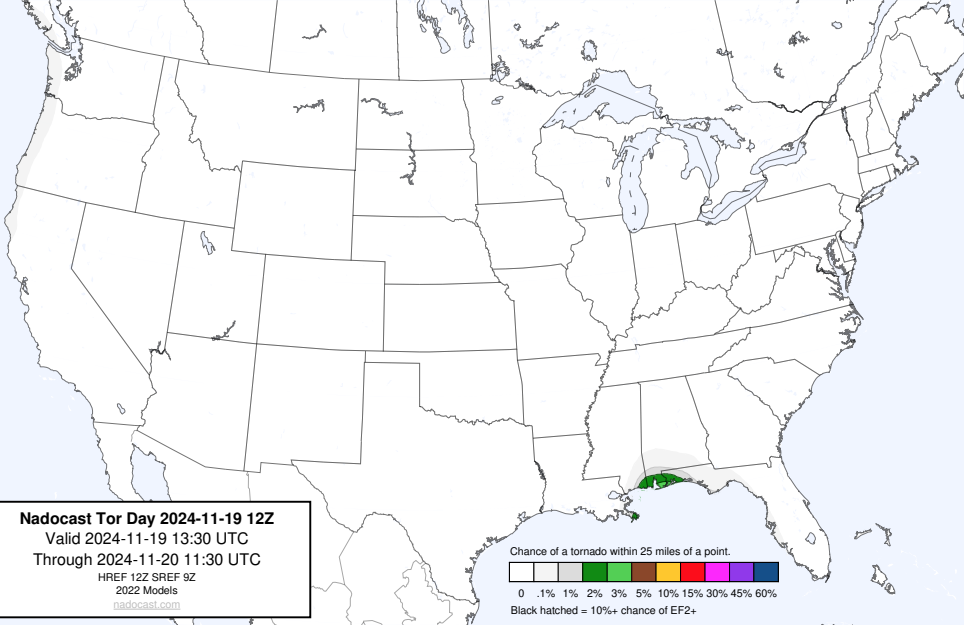 Nadocast Tor Day 2024-11-19 12Z
Valid 2024-11-19 13:30 UTC
Through 2024-11-20 11:30 UTC
HREF 12Z SREF 9Z
2022 Models
nadocast.com
Chance of a tornado within 25 miles of a point.
0 .1% 1% 2% 3% 5% 10% 15% 30% 45% 60%
Black hatched = 10%+ chance of EF2+